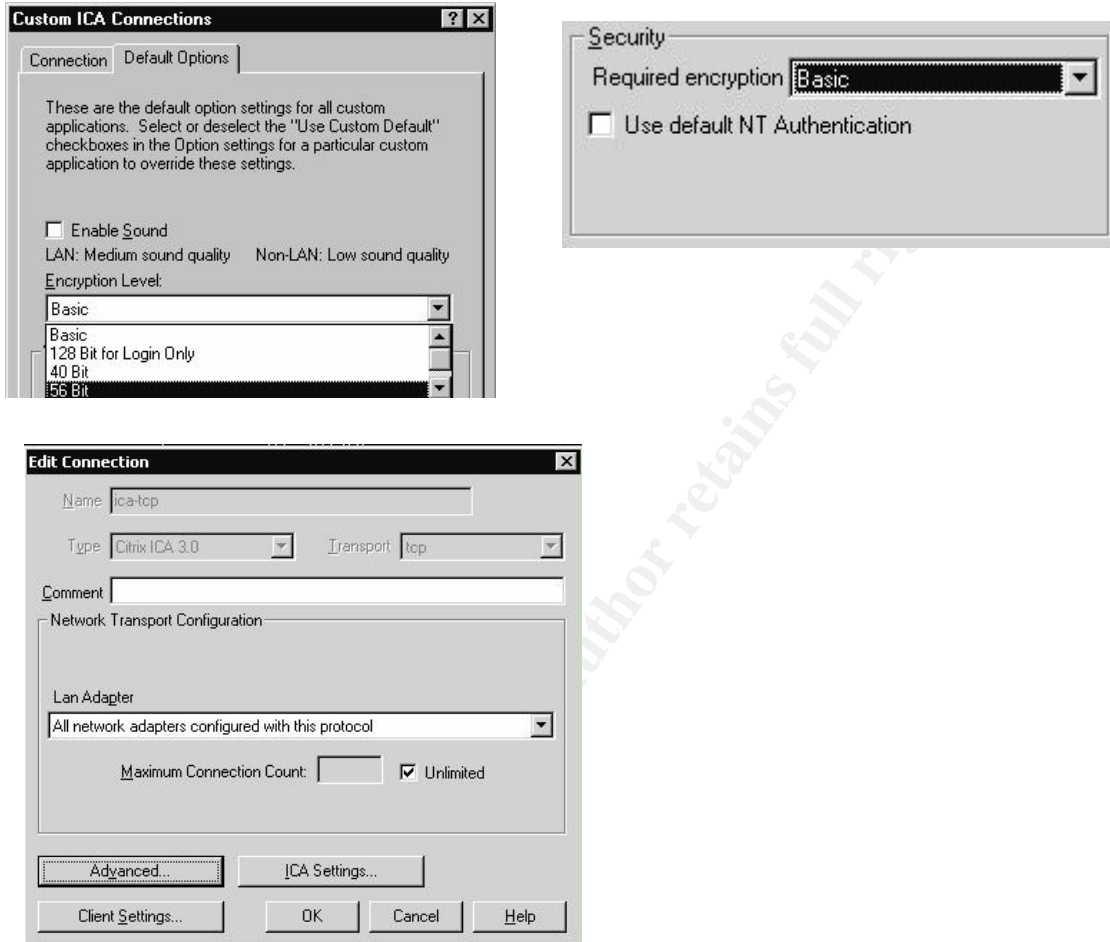 Custom ICA Connections
Connection
Default Options
These are the default option settings for all custom
applications. Select or deselect the "Use Custom Default"
checkboxes in the Option settings for a particular custom
application to override these settings.
Enable Sound
LAN: Medium sound quality Non-LAN: Low sound quality
Encryption Level:
Basic
Basic
128 Bit for Login Only
40 Bit
56 Bit
Security
Required encryption Basic
Use default NT Authentication
Edit Connection
Name ica-tcp
Type Citrix ICA 3.0 Transport tcp
Comment
Network Transport Configuration
Lan Adapter
All network adapters configured with this protocol
Maximum Connection Count: Unlimited
Advanced... ICA Settings...
Client Settings... OK Cancel Help
author retains full